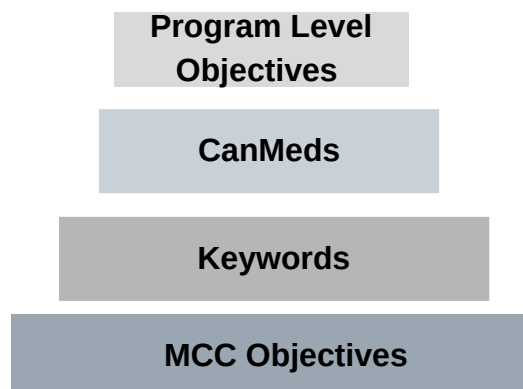 Program Level
Objectives
CanMeds
Keywords
MCC Objectives